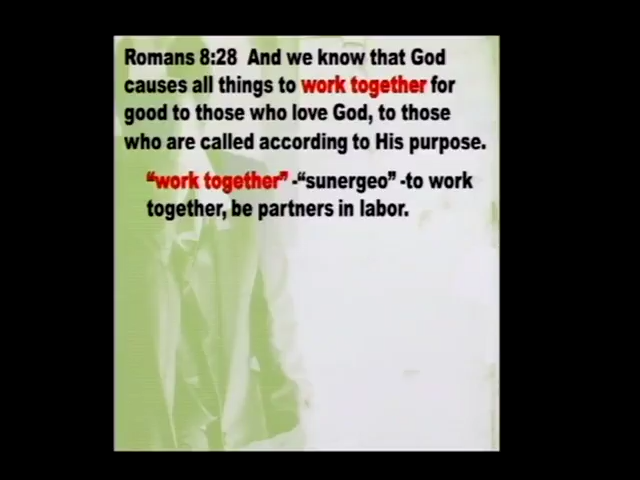 Romans 8:28  And we know that God
causes all things to work together for
good to those who love God, to those
who are called according to His purpose.
“work together” -“sunergeo” -to work
together, be partners in labor.